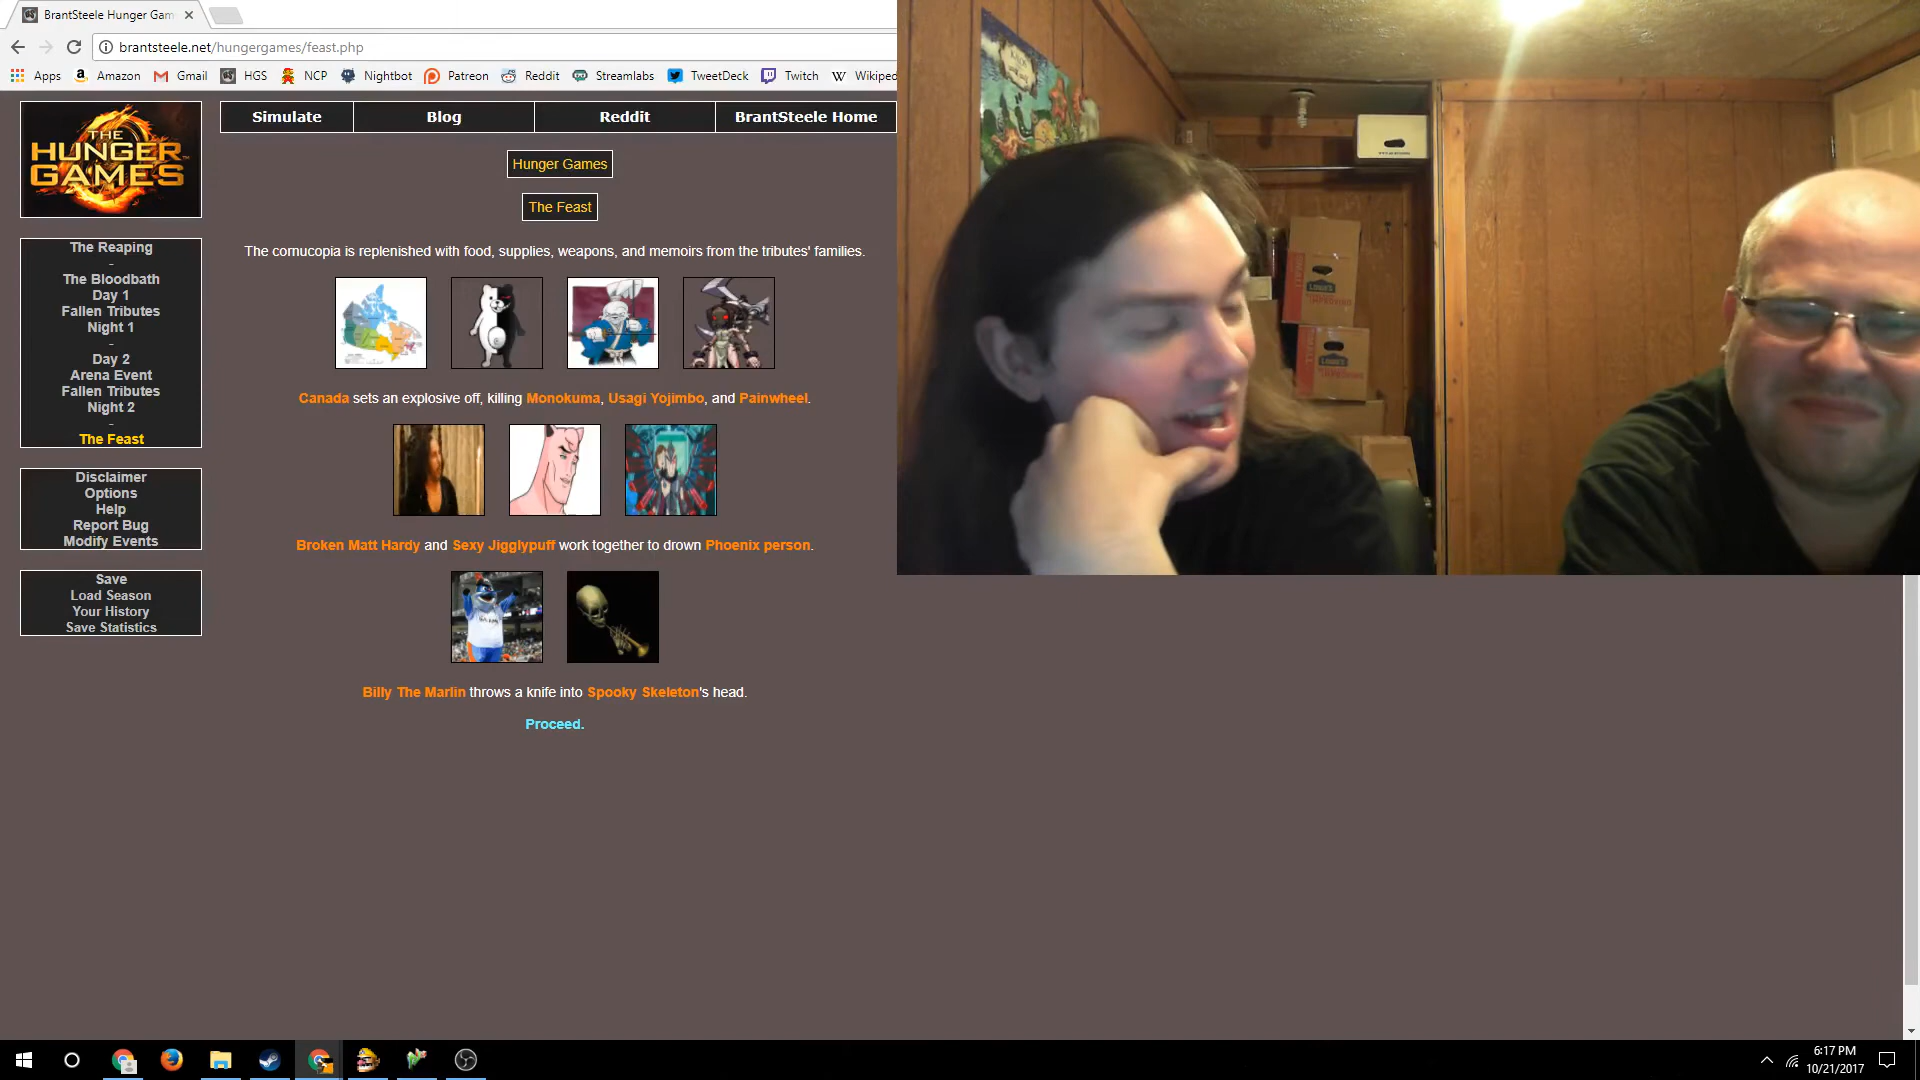 BrantSteele Hunger Gam
brantsteele.net/hungergames/feast.php
Apps Amazon Gmail HGS NCP Nightbot Patreon Reddit Streamlabs TweetDeck Twitch Wikiped
THE
HUNGER
GAMES
Simulate Blog Reddit BrantSteele Home
Hunger Games
The Feast
The cornucopia is replenished with food, supplies, weapons, and memoirs from the tributes' families.
Canada sets an explosive off, killing Monokuma, Usagi Yojimbo, and Painwheel.
Broken Matt Hardy and Sexy Jigglypuff work together to drown Phoenix person.
Billy The Marlin throws a knife into Spooky Skeleton's head.
Proceed.
The Reaping
-
The Bloodbath
Day 1
Fallen Tributes
Night 1
-
Day 2
Arena Event
Fallen Tributes
Night 2
-
The Feast
Disclaimer
Options
Help
Report Bug
Modify Events
Save
Load Season
Your History
Save Statistics
LOWE'S
LOWE'S
6:17 PM
10/21/2017